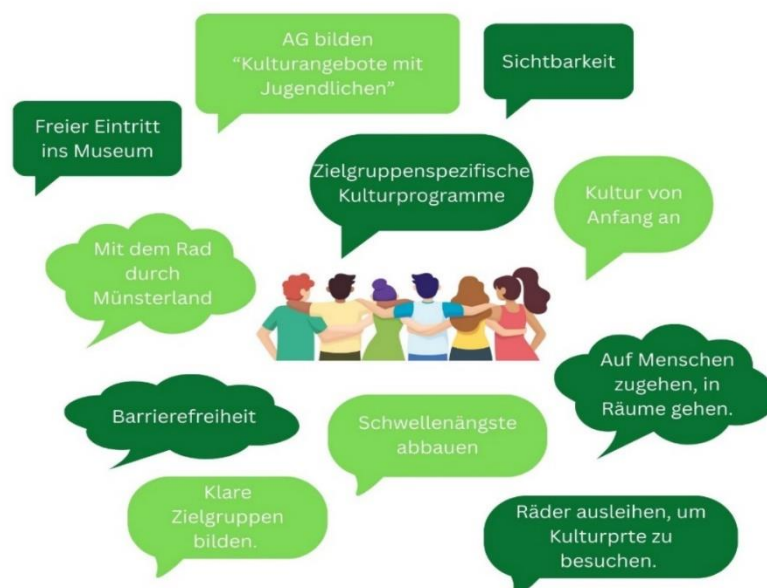 AG bilden
“Kulturangebote mit
Jugendlichen”
Sichtbarkeit
Freier Eintritt
ins Museum
Zielgruppenspezifische
Kulturprogramme
Kultur von
Anfang an
Mit dem Rad
durch
Münsterland
Auf Menschen
zugehen, in
Räume gehen.
Barrierefreiheit
Schwellenängste
abbauen
Klare
Zielgruppen
bilden.
Räder ausleihen, um
Kulturprte zu
besuchen.